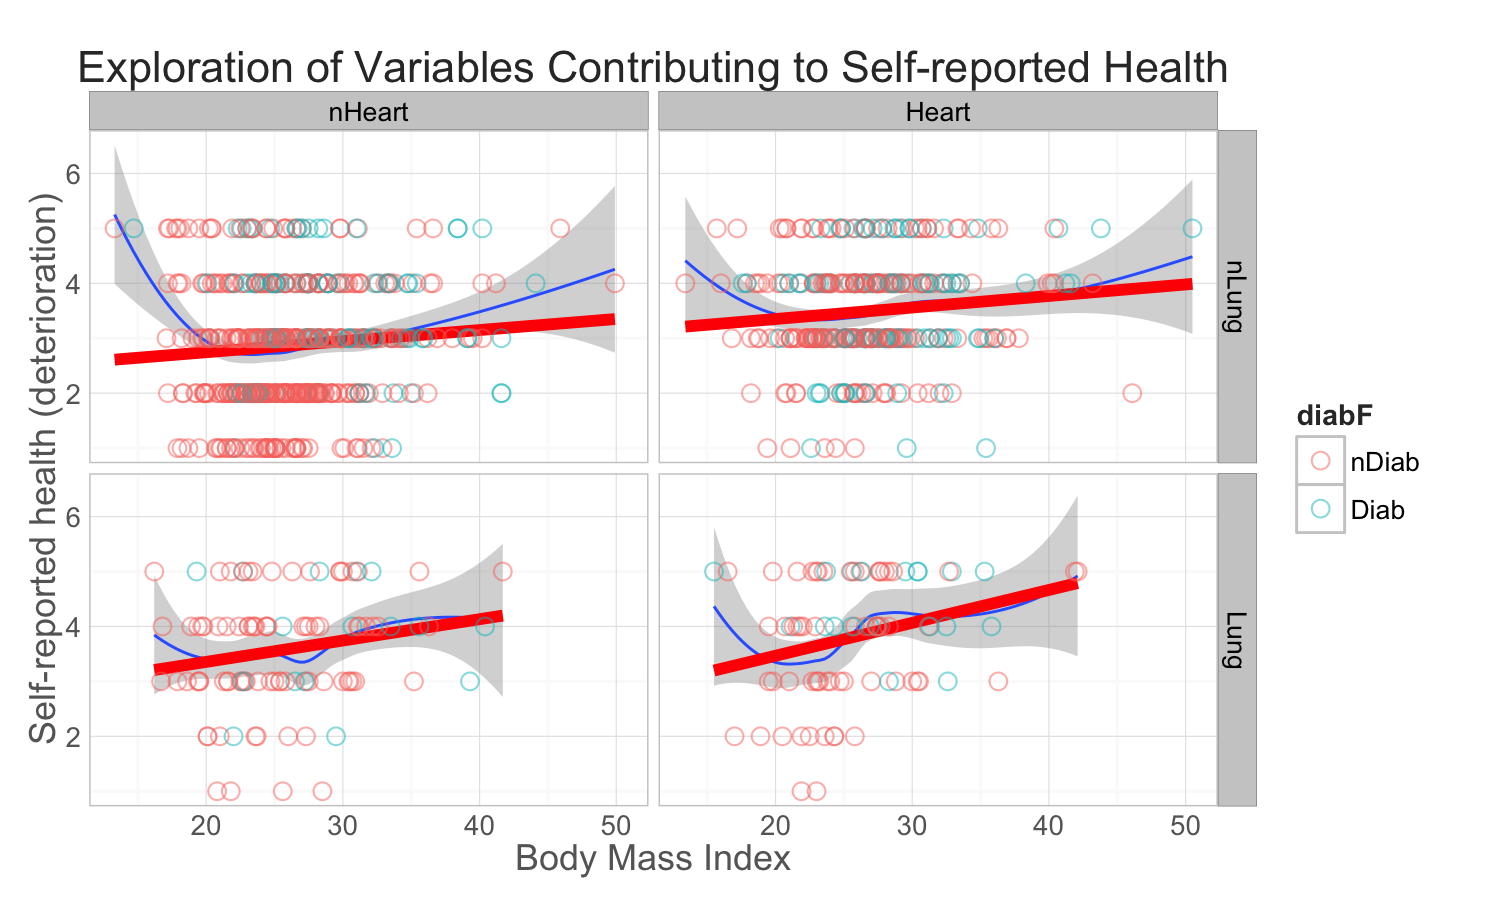 Exploration of Variables Contributing to Self-reported Health
nHeart
Heart
6
4
2
nLung
6
4
2
Lung
20 30 40 50
20 30 40 50
Body Mass Index
Self-reported health (deterioration)
diabF
nDiab
Diab